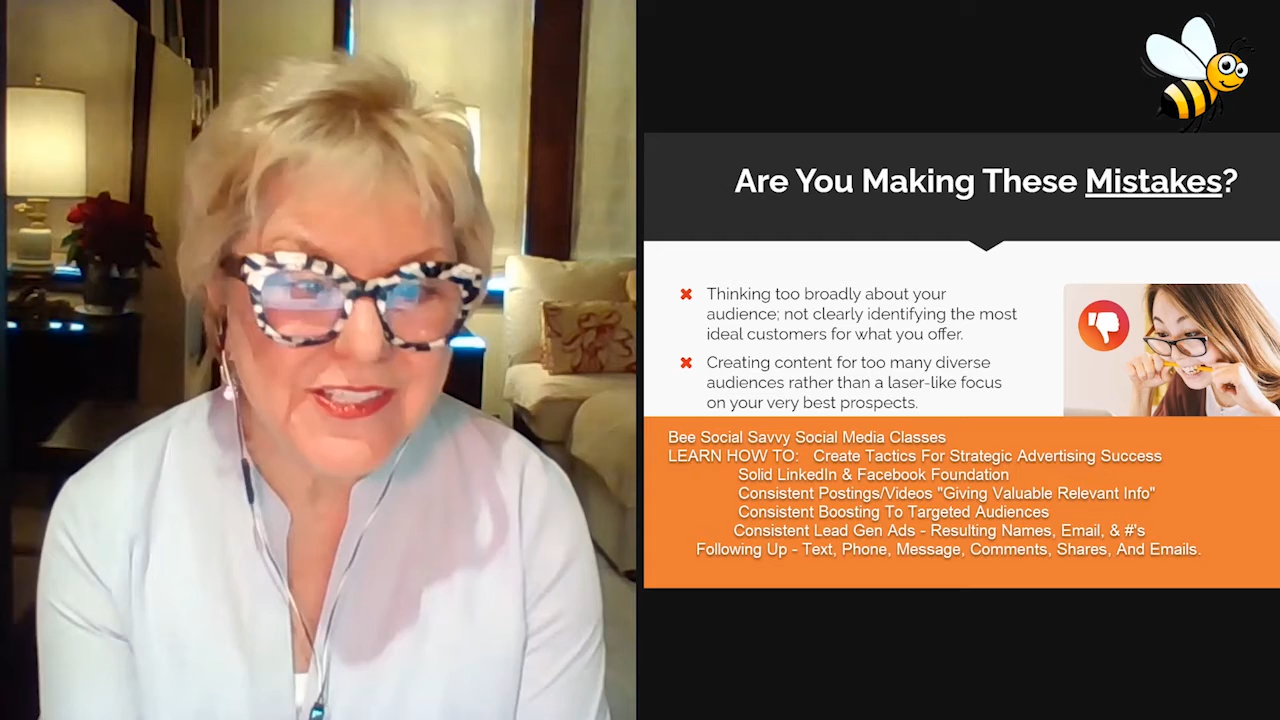 Are You Making These Mistakes?
Thinking too broadly about your
audience; not clearly identifying the most
ideal customers for what you offer.
Creating content for too many diverse
audiences rather than a laser-like focus
on your very best prospects.
Bee Social Savvy Social Media Classes
LEARN HOW TO: Create Tactics For Strategic Advertising Success
Solid LinkedIn & Facebook Foundation
Consistent Postings/Videos "Giving Valuable Relevant Info"
Consistent Boosting To Targeted Audiences
Consistent Lead Gen Ads - Resulting Names, Email, & #'s
Following Up - Text, Phone, Message, Comments, Shares, And Emails.